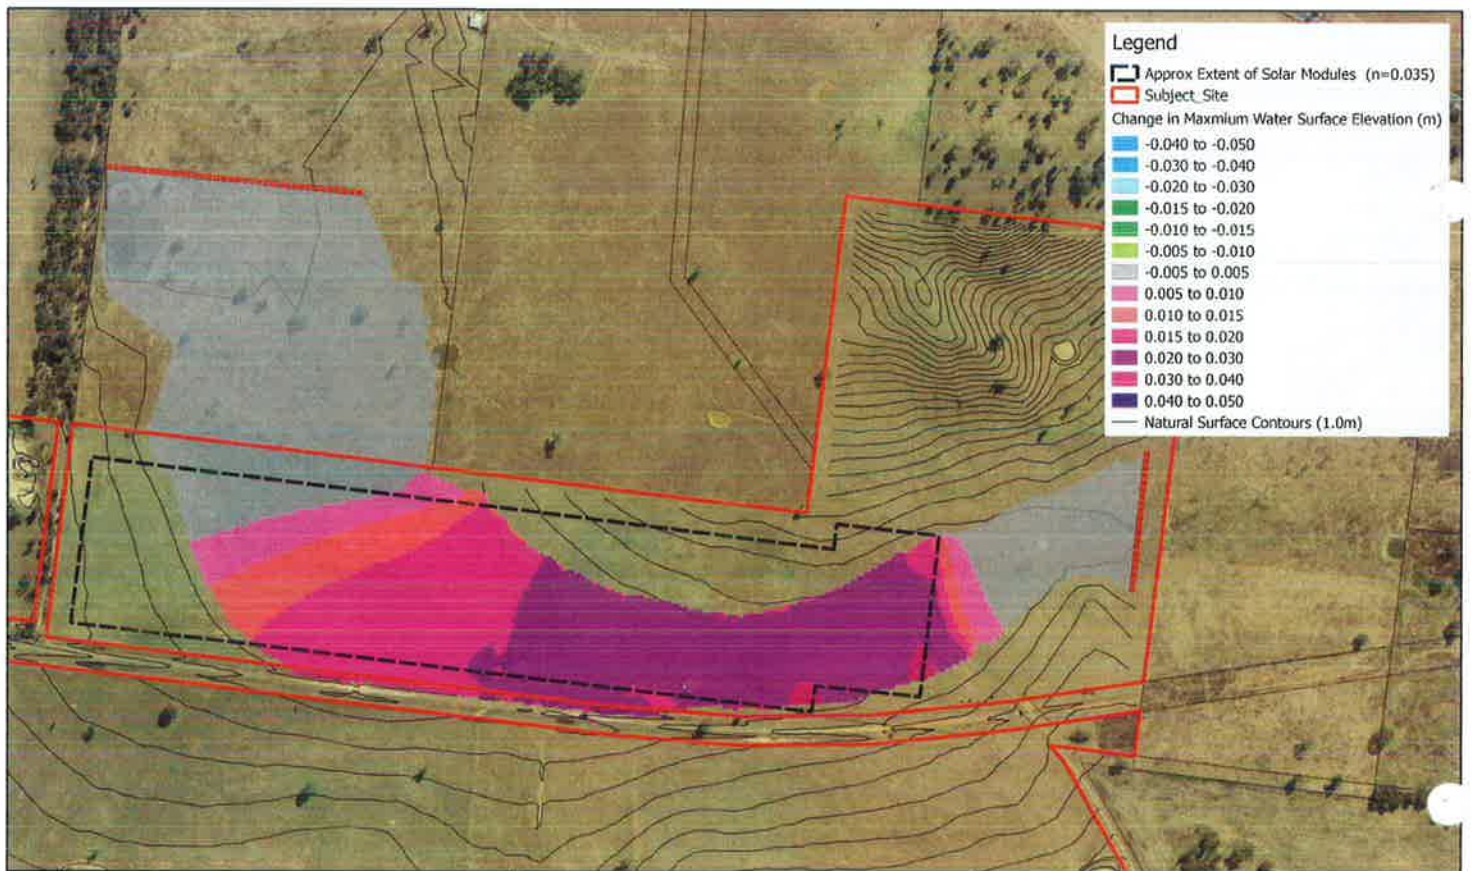 Legend
Approx Extent of Solar Modules (n=0.035)
Subject_Site
Change in Maxmium Water Surface Elevation (m)
-0.040 to -0.050
-0.030 to -0.040
-0.020 to -0.030
-0.015 to -0.020
-0.010 to -0.015
-0.005 to -0.010
-0.005 to 0.005
0.005 to 0.010
0.010 to 0.015
0.015 to 0.020
0.020 to 0.030
0.030 to 0.040
0.040 to 0.050
Natural Surface Contours (1.0m)